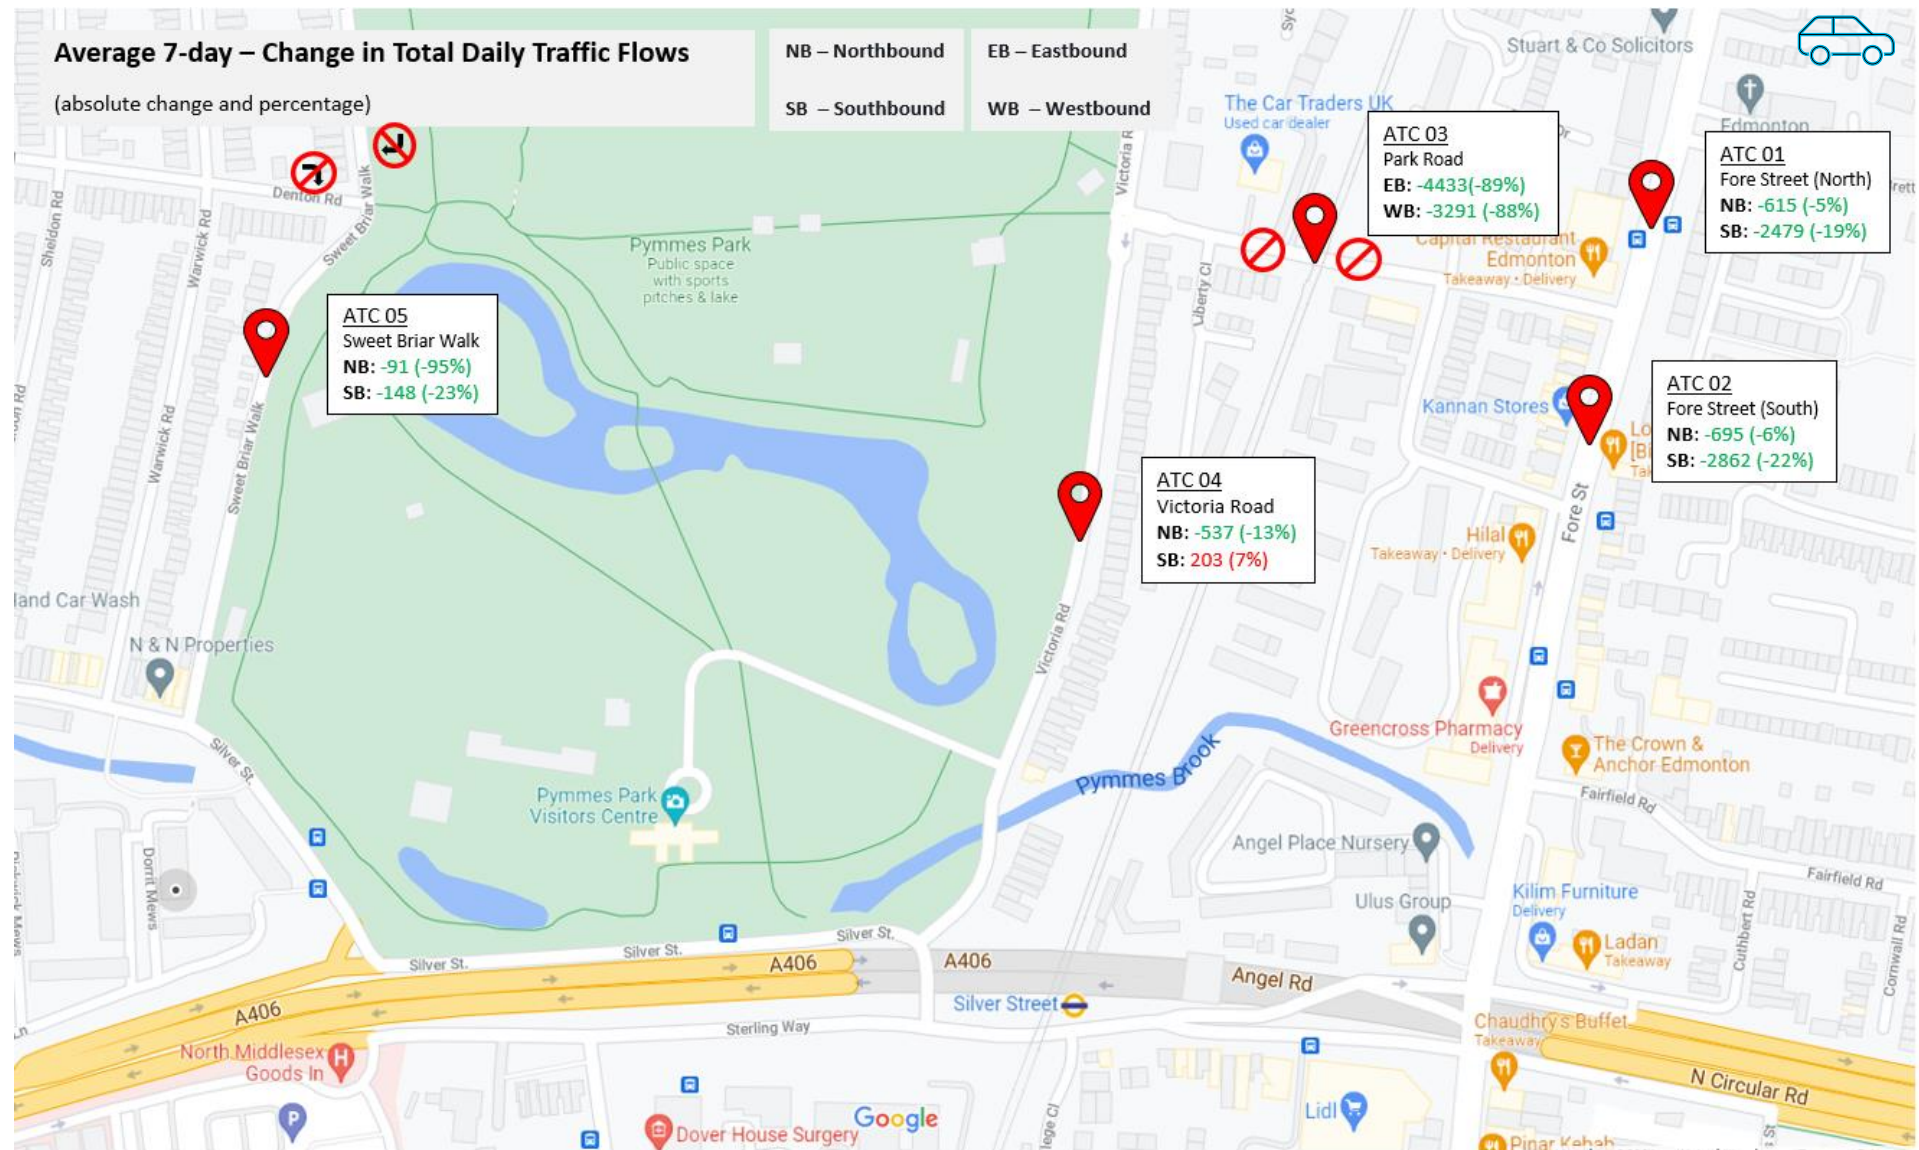 Average 7-day – Change in Total Daily Traffic Flows
(absolute change and percentage)
NB – Northbound
SB – Southbound
EB – Eastbound
WB – Westbound
Stuart & Co Solicitors
The Car Traders UK
Used car dealer
Edmonton
ATC 03
Park Road
EB: -4433(-89%)
WB: -3291 (-88%)
ATC 01
Fore Street (North)
NB: -615 (-5%)
SB: -2479 (-19%)
Capital Restaurant
Edmonton
Takeaway • Delivery
Denton Rd
Sheldon Rd
Warwick Rd
Sweet Briar Walk
Victoria R
Liberty Cl
Pymmes Park
Public space
with sports
pitches & lake
ATC 05
Sweet Briar Walk
NB: -91 (-95%)
SB: -148 (-23%)
Warwick Rd
Sweet Briar Walk
Kannan Stores
Lo
[Bi
Tak
ATC 02
Fore Street (South)
NB: -695 (-6%)
SB: -2862 (-22%)
ATC 04
Victoria Road
NB: -537 (-13%)
SB: 203 (7%)
Fore St
Hilal
Takeaway • Delivery
Hand Car Wash
N & N Properties
Victoria Rd
Greencross Pharmacy
Delivery
The Crown &
Anchor Edmonton
Silver St.
Pymmes Brook
Fairfield Rd
Pymmes Park
Visitors Centre
Angel Place Nursery
Fairfield Rd
Dorrit Mews
Kilim Furniture
Delivery
Ulus Group
Ladan
Takeaway
Cuthbert Rd
Cornwall Rd
Silver St.
Silver St.
Silver St.
A406
A406
Angel Rd
A406
Silver Street
Sterling Way
Chaudhry's Buffet
Takeaway
North Middlesex
Goods In
H
N Circular Rd
P
Google
Lidl
Dover House Surgery
lege Cl
Pinar Kebab